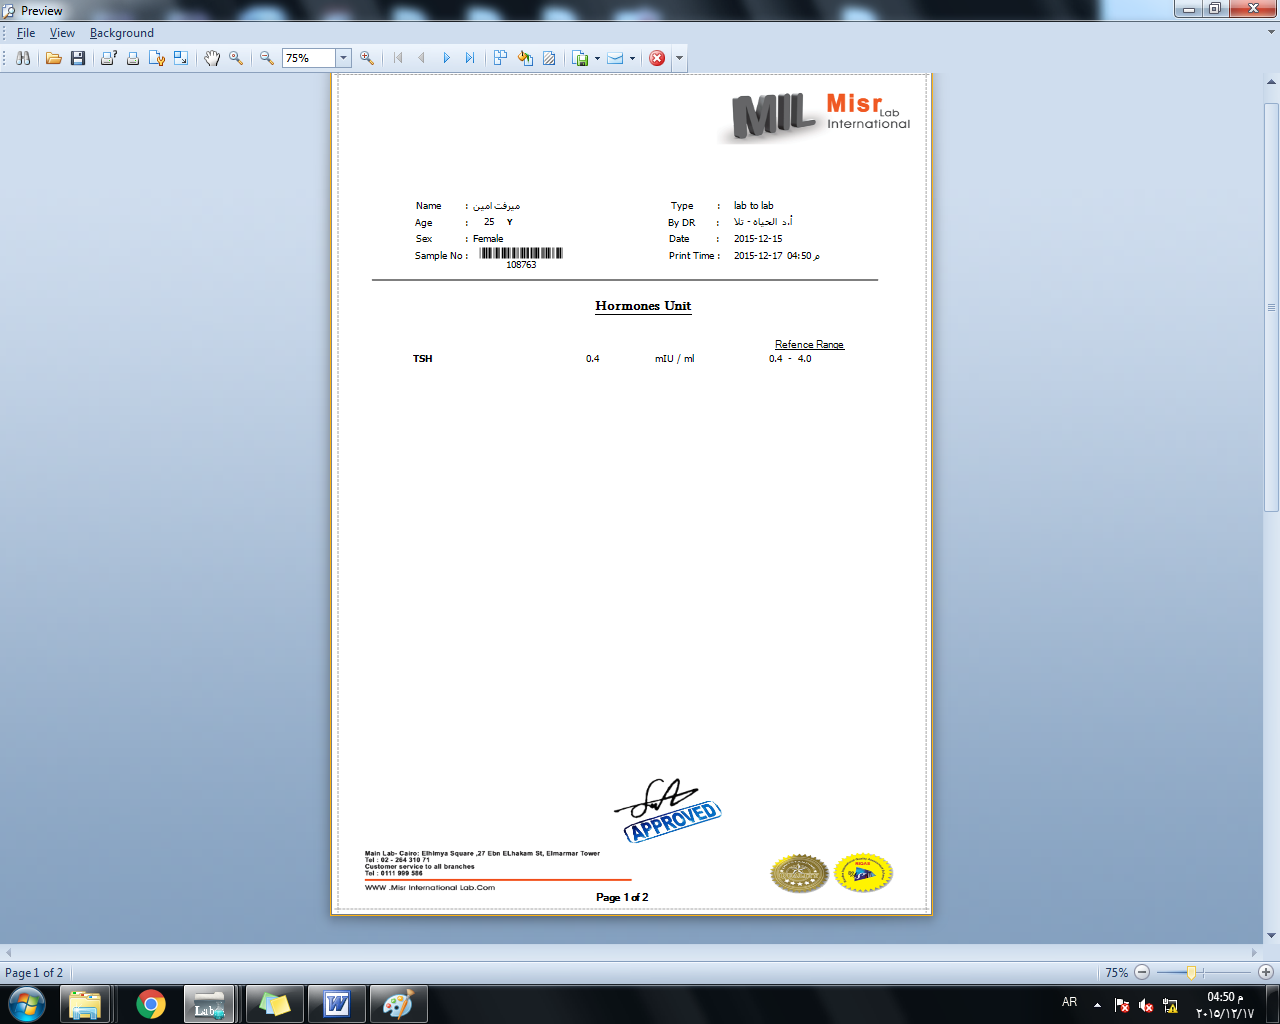 Preview
File View Background
75%
MIL Misr Lab International
Name : ميرفت امين Type : lab to lab
Age : 25 Y By DR : أ.د الحياه - تلا
Sex : Female Date : 2015-12-15
Sample No : Print Time : 2015-12-17 04:50 م
108763
Hormones Unit
Refence Range
TSH 0.4 mIU / ml 0.4 - 4.0
APPROVED
Main Lab- Cairo: Elhimya Square ,27 Ebn ELhakam St, Elmarmar Tower
Tel : 02 - 264 310 71
Customer service to all branches
Tel : 0111 999 586
WWW .Misr International Lab.Com
RIQAS
Page 1 of 2
Page 1 of 2 75%
Lab
W
AR
04:50 م
٢٠١٥/١٢/١٧